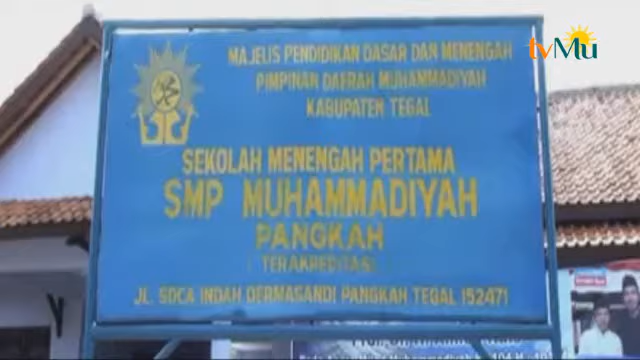 tvMu
MAJELIS PENDIDIKAN DASAR DAN MENENGAH
PIMPINAN DAERAH MUHAMMADIYAH
KABUPATEN TEGAL
SEKOLAH MENENGAH PERTAMA
SMP MUHAMMADIYAH
PANGKAH
( TERAKREDITASI )
JL. SOCA INDAH DERMASANDI PANGKAH TEGAL 152471